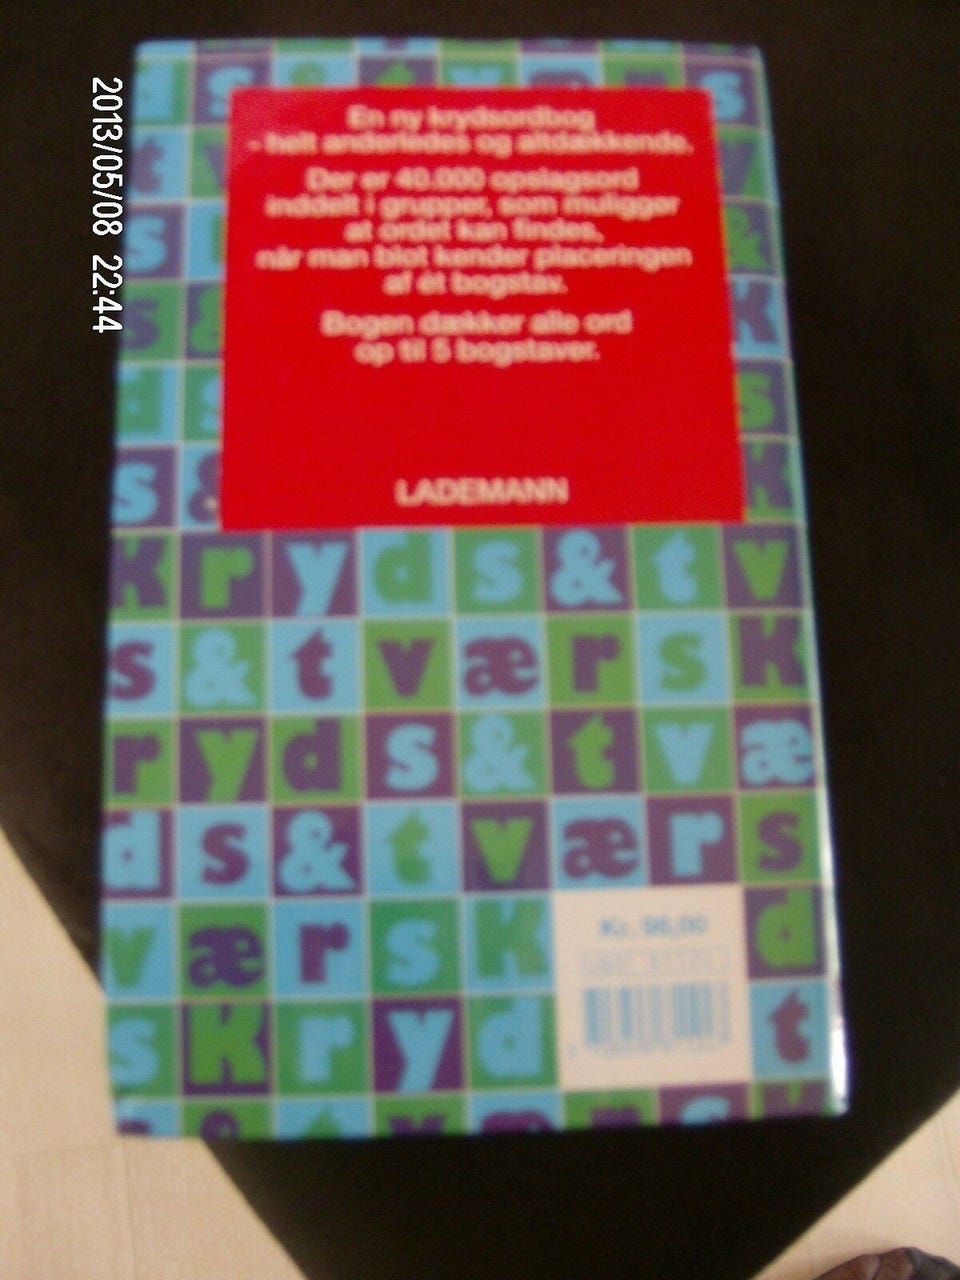 2013/05/08 22:44
En ny krydsordbog
- helt anderledes og altdækkende.
Der er 40.000 opslagsord
inddelt i grupper, som muliggør
at ordet kan findes,
når man blot kender placeringen
af ét bogstav.
Bogen dækker alle ord
op til 5 bogstaver.
LADEMANN
d s & t v æ r s
t v v
s &
s & k
d s s
s & k
K r y d s & t v
s & t v æ r s K
r y d s & t v æ
d s & t v æ r s
v æ r s K d
s K r y d t
s & t v æ r s K
Kr. 98,00